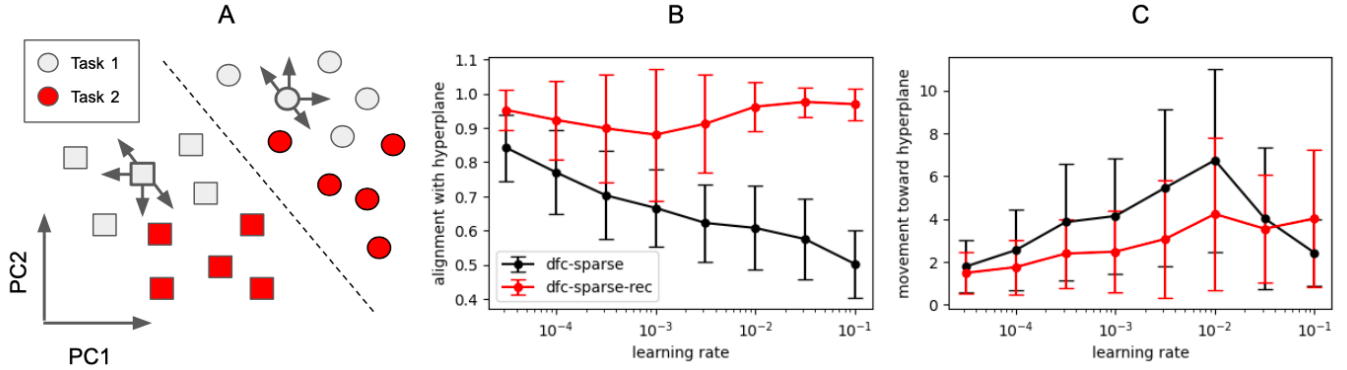 A
Task 1
Task 2
PC2
PC1
B
alignment with hyperplane
1.1
1.0
0.9
0.8
0.7
0.6
0.5
0.4
dfc-sparse
dfc-sparse-rec
10⁻⁴
10⁻³
10⁻²
10⁻¹
learning rate
C
movement toward hyperplane
10
8
6
4
2
0
10⁻⁴
10⁻³
10⁻²
10⁻¹
learning rate